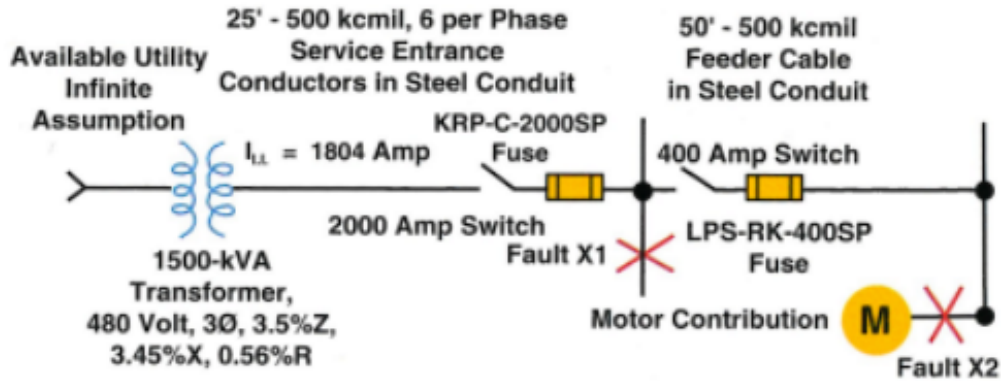 25' - 500 kcmil, 6 per Phase
Service Entrance
Conductors in Steel Conduit
50' - 500 kcmil
Feeder Cable
in Steel Conduit
Available Utility
Infinite
Assumption
KRP-C-2000SP
Fuse
I L.L. = 1804 Amp
400 Amp Switch
2000 Amp Switch
Fault X1
LPS-RK-400SP
Fuse
1500-kVA
Transformer,
480 Volt, 3Ø, 3.5%Z,
3.45%X, 0.56%R
Motor Contribution
M
Fault X2